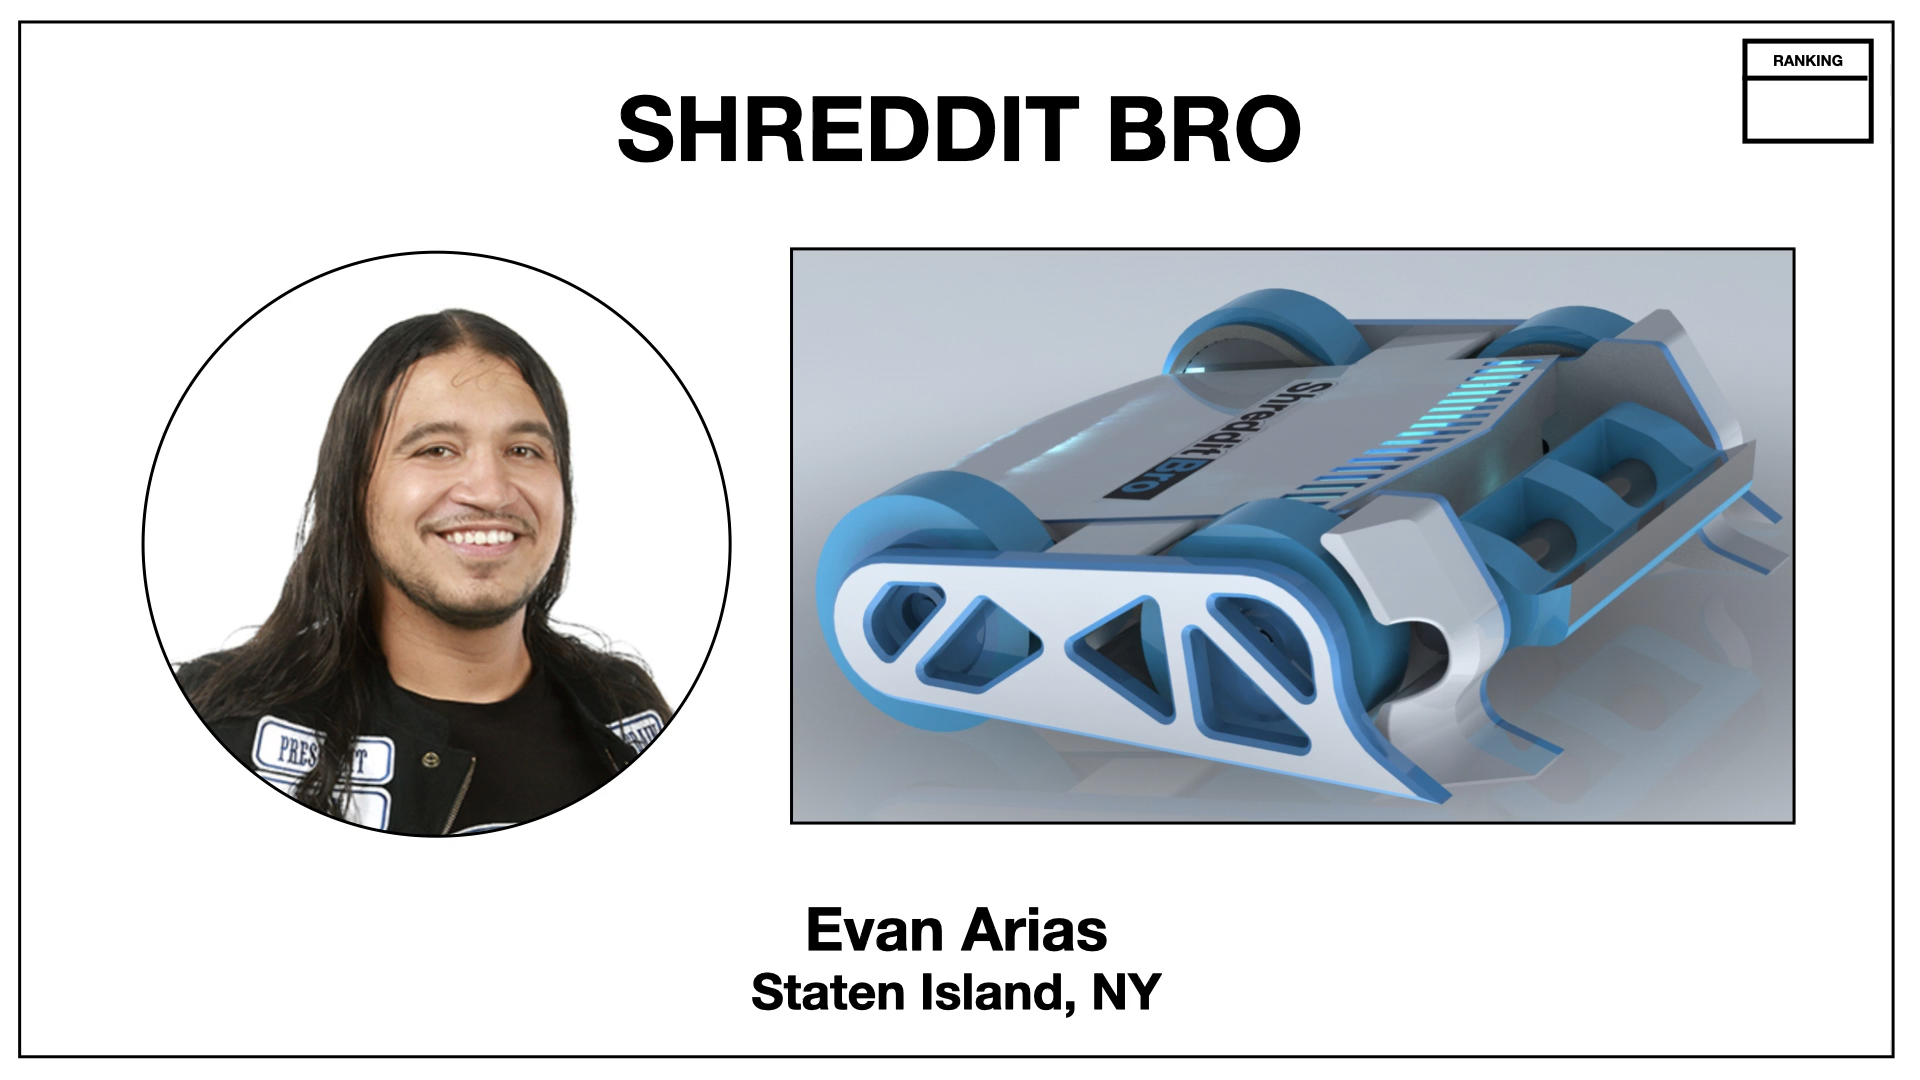 RANKING
SHREDDIT BRO
Shreddit Bro
Evan Arias
Staten Island, NY